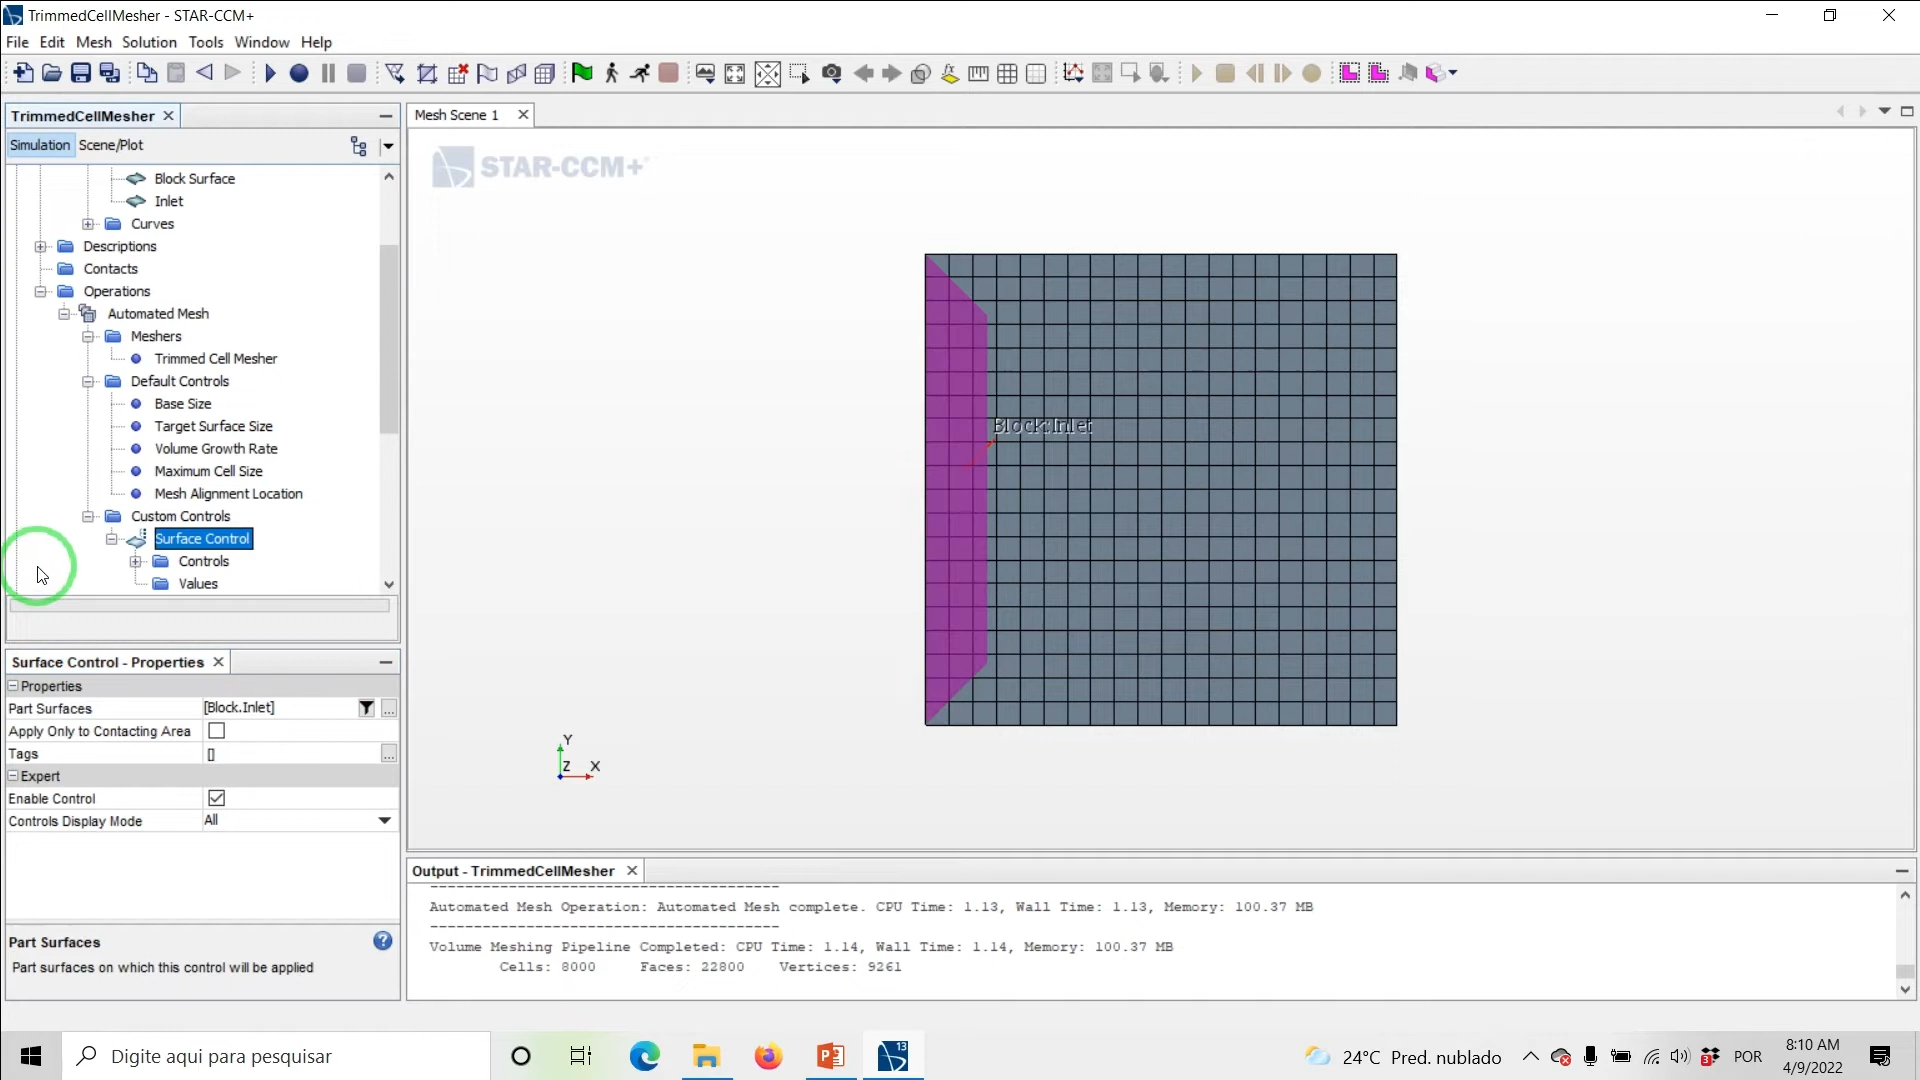 TrimmedCellMesher - STAR-CCM+
File Edit Mesh Solution Tools Window Help
TrimmedCellMesher
Simulation Scene/Plot
Block Surface
Inlet
Curves
Descriptions
Contacts
Operations
Automated Mesh
Meshers
Trimmed Cell Mesher
Default Controls
Base Size
Target Surface Size
Volume Growth Rate
Maximum Cell Size
Mesh Alignment Location
Custom Controls
Surface Control
Controls
Values
Surface Control - Properties
Properties
Part Surfaces [Block.Inlet] ...
Apply Only to Contacting Area
Tags [] ...
Expert
Enable Control
Controls Display Mode All
Part Surfaces
Part surfaces on which this control will be applied
Mesh Scene 1
STAR-CCM+
Block:Inlet
Y
Z X
Output - TrimmedCellMesher
----------------------------------------
Automated Mesh Operation: Automated Mesh complete. CPU Time: 1.13, Wall Time: 1.13, Memory: 100.37 MB
----------------------------------------
Volume Meshing Pipeline Completed: CPU Time: 1.14, Wall Time: 1.14, Memory: 100.37 MB
Cells: 8000 Faces: 22800 Vertices: 9261
Digite aqui para pesquisar
13
24°C Pred. nublado
3
POR
8:10 AM
4/9/2022